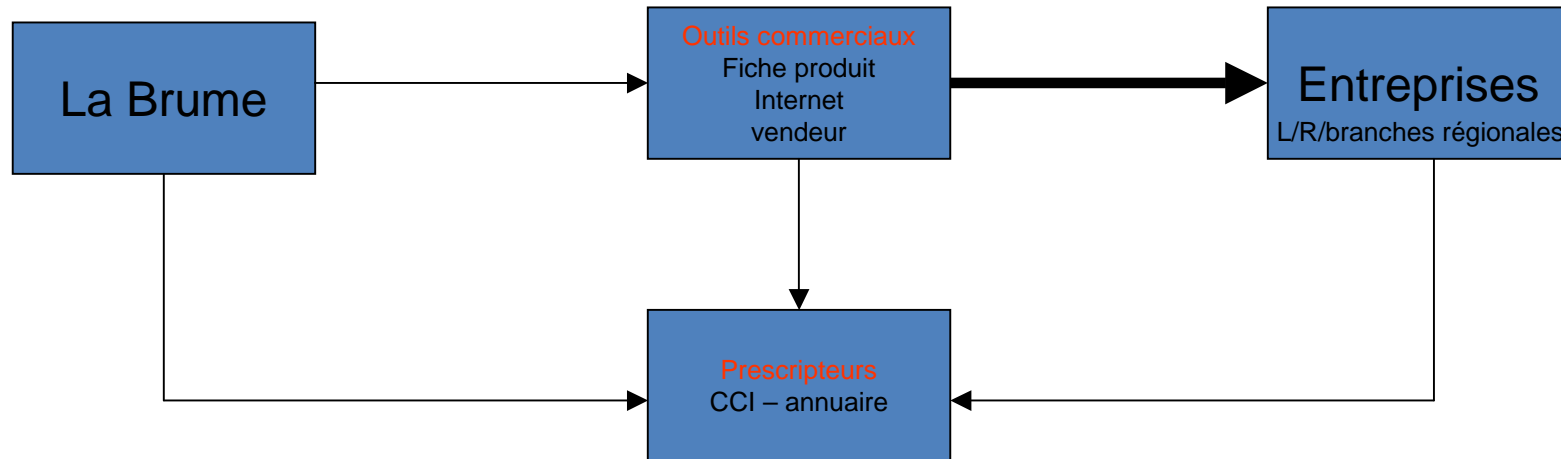 La Brume
Outils commerciaux
Fiche produit
Internet
vendeur
Entreprises
L/R/branches régionales
Prescripteurs
CCI – annuaire